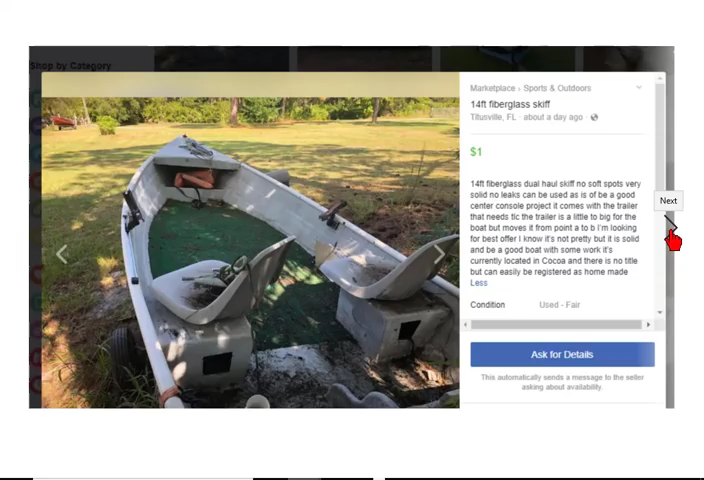 Shop by Category
Marketplace › Sports & Outdoors
14ft fiberglass skiff
Titusville, FL · about a day ago ·
$1
Next
14ft fiberglass dual haul skiff no soft spots very
solid no leaks can be used as is of be a good
center console project it comes with the trailer
that needs tlc the trailer is a little to big for the
boat but moves it from point a to b I'm looking
for best offer I know it's not pretty but it is solid
and be a good boat with some work it's
currently located in Cocoa and there is no title
but can easily be registered as home made
Less
Condition Used - Fair
Ask for Details
This automatically sends a message to the seller
asking about availability.